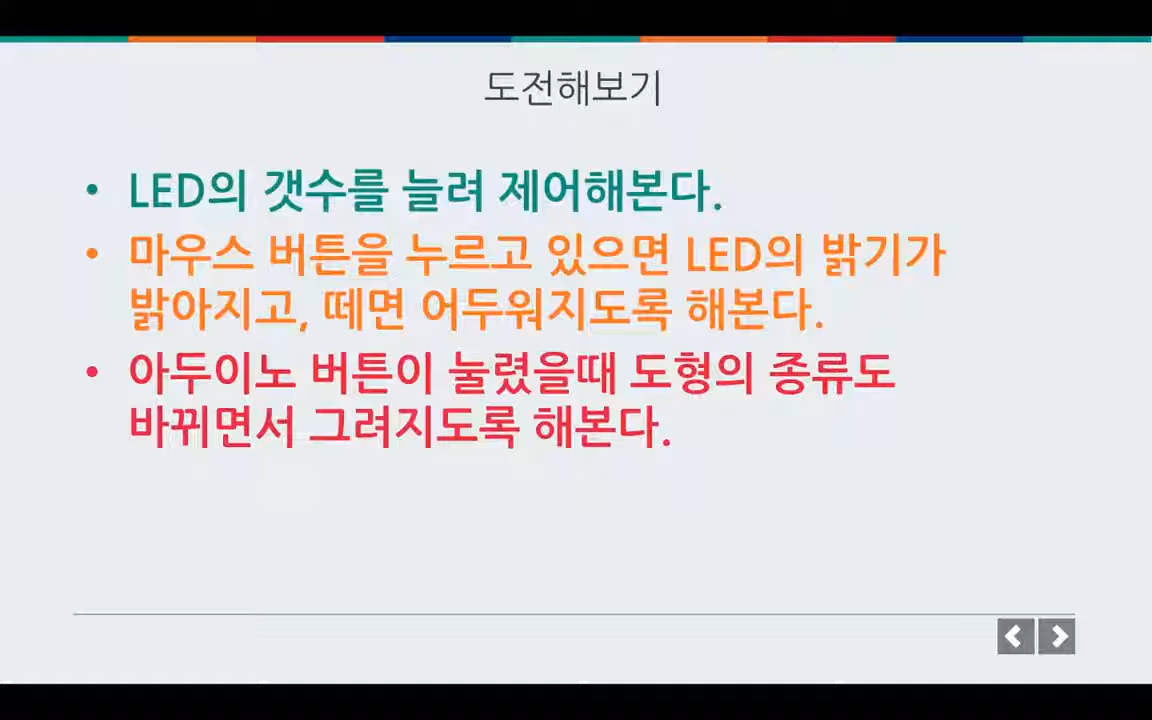 도전해보기
• LED의 갯수를 늘려 제어해본다.
• 마우스 버튼을 누르고 있으면 LED의 밝기가
밝아지고, 떼면 어두워지도록 해본다.
• 아두이노 버튼이 눌렸을때 도형의 종류도
바뀌면서 그려지도록 해본다.